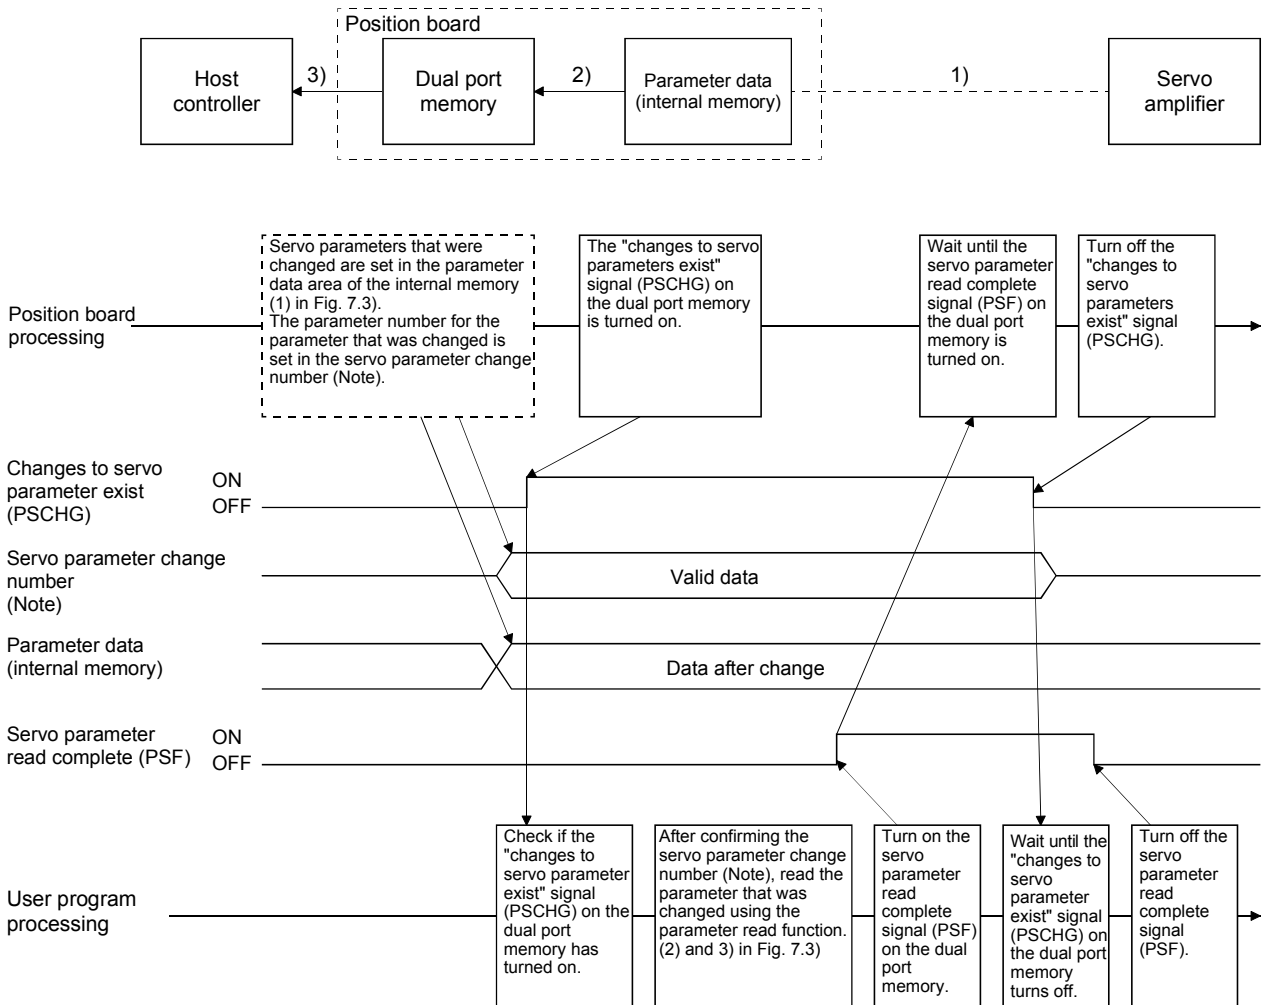 Position board
Host
controller
3)
Dual port
memory
2)
Parameter data
(internal memory)
1)
Servo
amplifier
Position board
processing
Servo parameters that were
changed are set in the parameter
data area of the internal memory
(1) in Fig. 7.3).
The parameter number for the
parameter that was changed is
set in the servo parameter change
number (Note).
The "changes to servo
parameters exist"
signal (PSCHG) on
the dual port memory
is turned on.
Wait until the
servo parameter
read complete
signal (PSF) on
the dual port
memory is
turned on.
Turn off the
"changes to
servo
parameters
exist" signal
(PSCHG).
Changes to servo
parameter exist
(PSCHG)
ON
OFF
Servo parameter change
number
(Note)
Valid data
Parameter data
(internal memory)
Data after change
Servo parameter
read complete (PSF)
ON
OFF
User program
processing
Check if the
"changes to
servo parameter
exist" signal
(PSCHG) on the
dual port
memory has
turned on.
After confirming the
servo parameter change
number (Note), read the
parameter that was
changed using the
parameter read function.
(2) and 3) in Fig. 7.3)
Turn on the
servo
parameter
read
complete
signal (PSF)
on the dual
port
memory.
Wait until the
"changes to
servo
parameter
exist" signal
(PSCHG) on
the dual port
memory
turns off.
Turn off the
servo
parameter
read
complete
signal
(PSF).